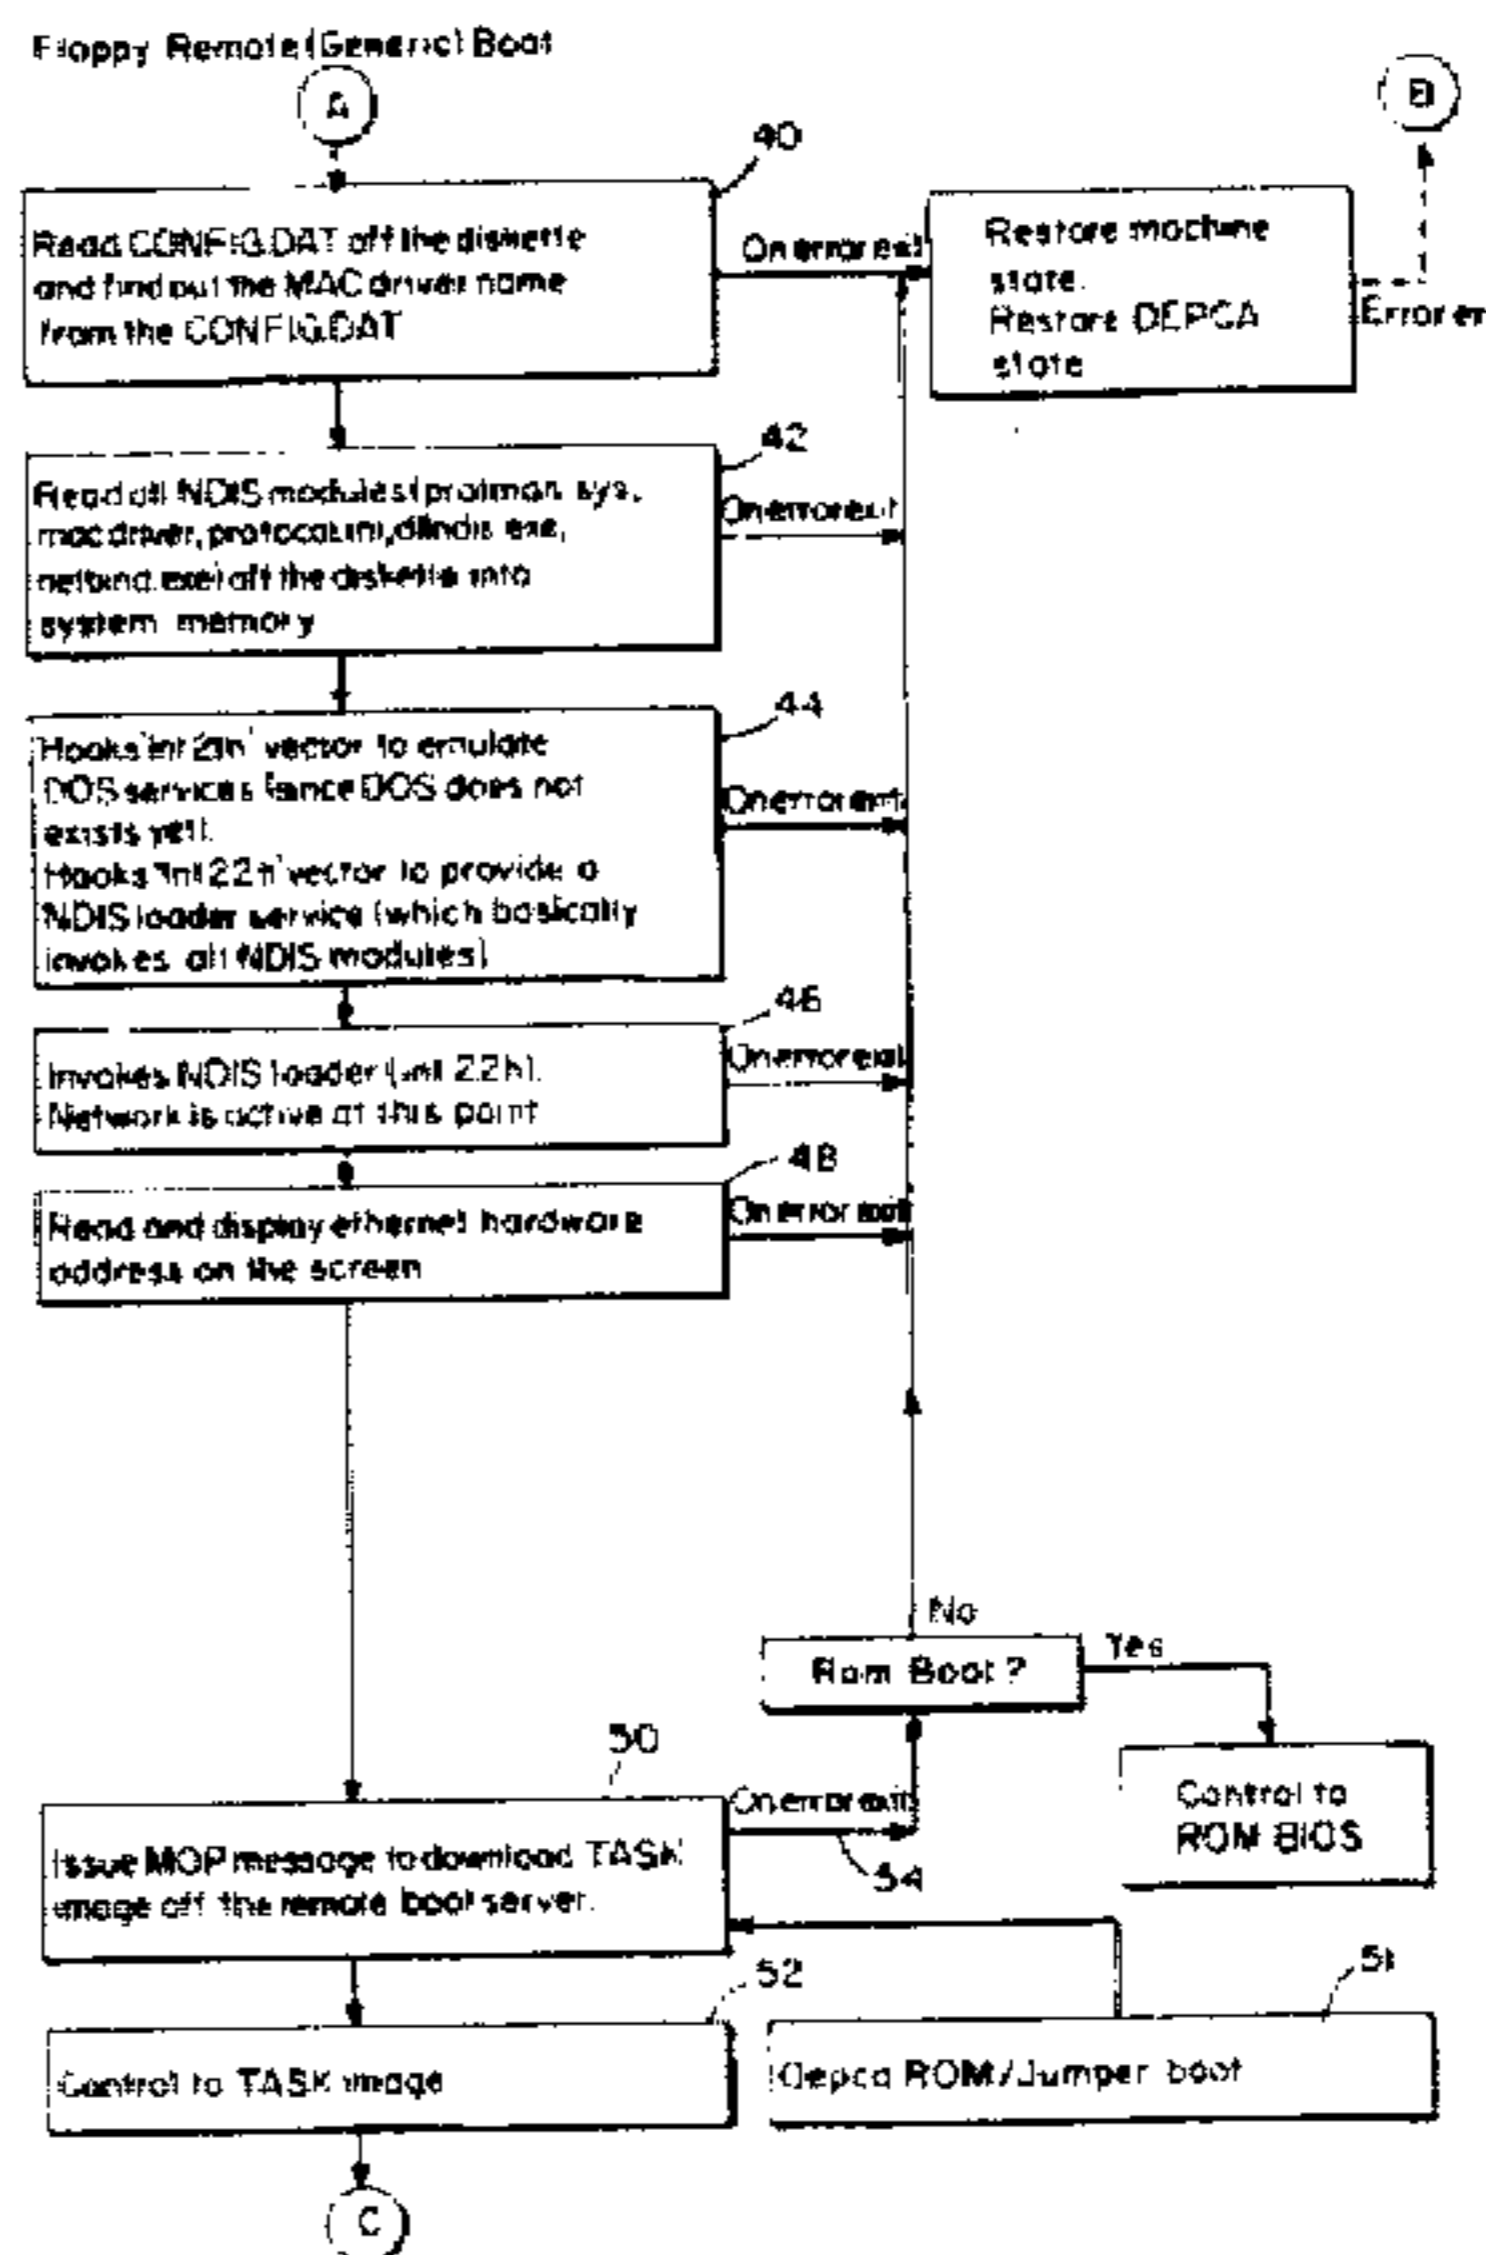 Floppy Remote (Generic) Boot
A
B
40
Read CONFIG.DAT off the diskette
and find out the MAC driver name
from the CONFIG.DAT
On error exit
Restore machine
state.
Restore DEPCA
state
Error
42
Read all NDIS modules (protman.sys,
mac driver, protocol.ini, dllndis.exe,
netbind.exe) off the diskette into
system memory
On error exit
44
Hooks 'int 21h' vector to emulate
DOS services (since DOS does not
exists yet).
Hooks 'int 22h' vector to provide a
NDIS loader service (which basically
invokes all NDIS modules)
On error exit
46
Invokes NDIS loader (int 22h).
Network is active at this point
On error exit
48
Read and display ethernet hardware
address on the screen
On error exit
No
Rom Boot?
Yes
50
Control to
ROM BIOS
Issue MOP message to download TASK
image off the remote boot server.
On error exit
54
52
51
Control to TASK image
Depca ROM/Jumper boot
C